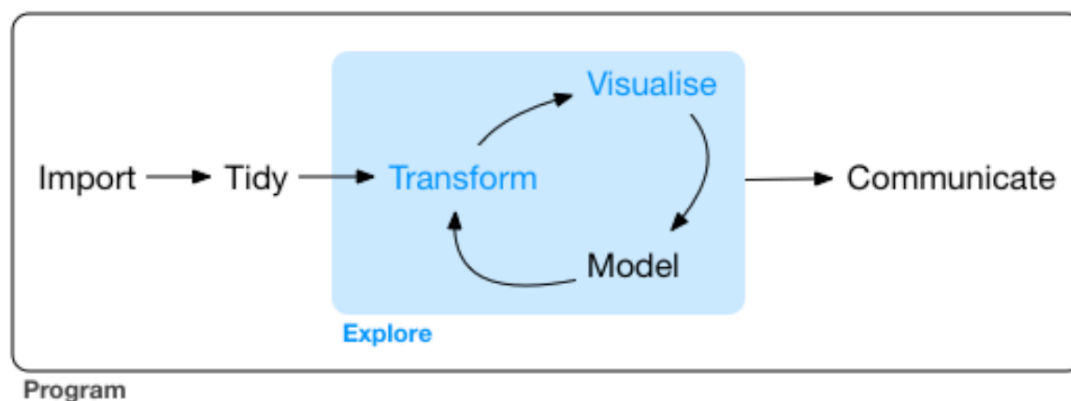 Visualise
Import
Tidy
Transform
Communicate
Model
Explore
Program